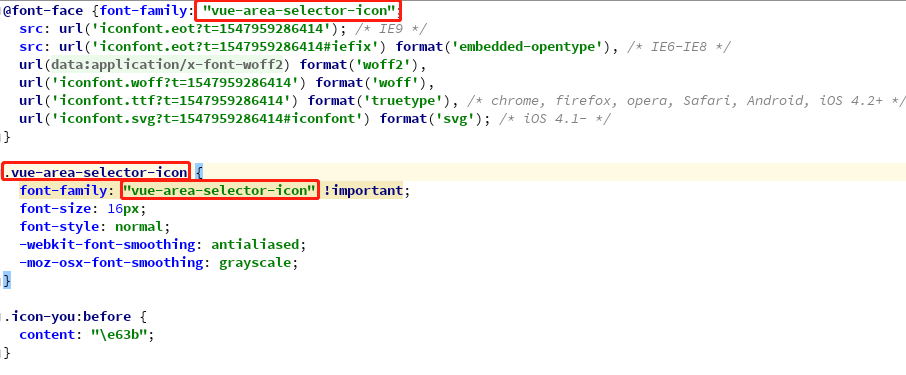 @font-face {font-family: "vue-area-selector-icon";
src: url('iconfont.eot?t=1547959286414'); /* IE9 */
src: url('iconfont.eot?t=1547959286414#iefix') format('embedded-opentype'), /* IE6-IE8 */
url(data:application/x-font-woff2) format('woff2'),
url('iconfont.woff?t=1547959286414') format('woff'),
url('iconfont.ttf?t=1547959286414') format('truetype'), /* chrome, firefox, opera, Safari, Android, iOS 4.2+ */
url('iconfont.svg?t=1547959286414#iconfont') format('svg'); /* iOS 4.1- */
}
.vue-area-selector-icon {
font-family: "vue-area-selector-icon" !important;
font-size: 16px;
font-style: normal;
-webkit-font-smoothing: antialiased;
-moz-osx-font-smoothing: grayscale;
}
.icon-you:before {
content: "\e63b";
}